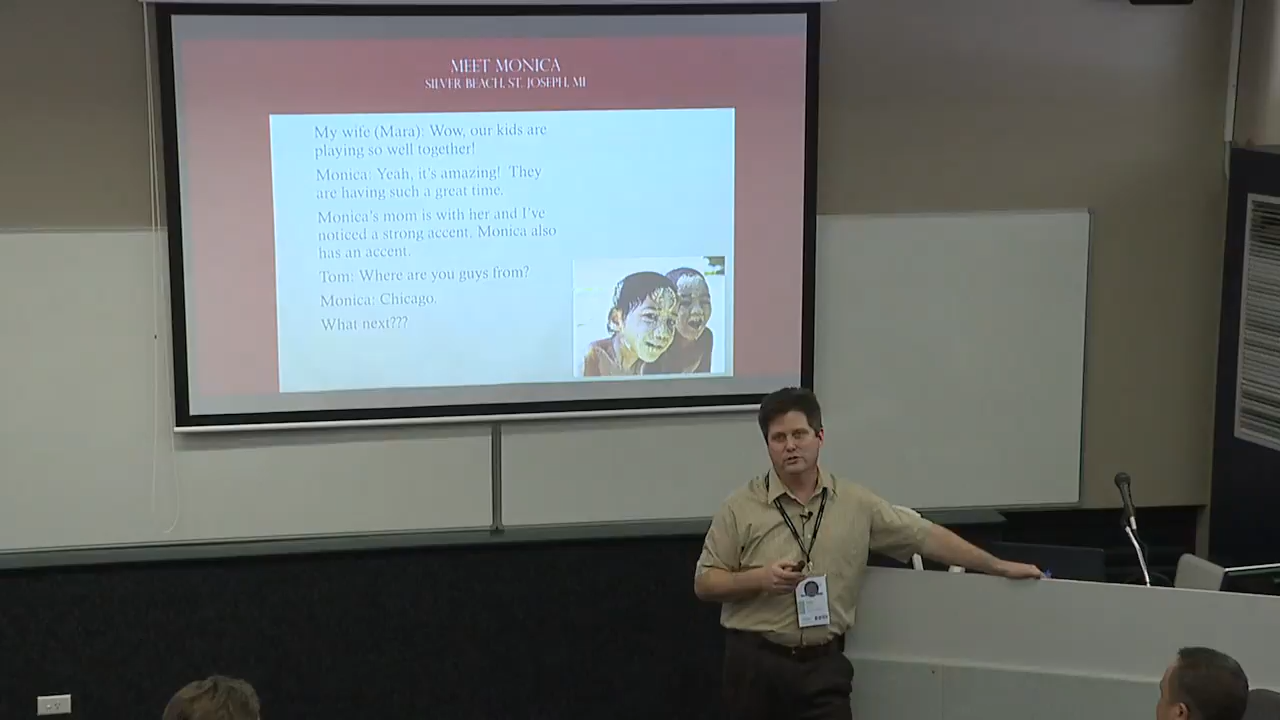 MEET MONICA
SILVER BEACH, ST. JOSEPH, MI
My wife (Mara): Wow, our kids are
playing so well together!
Monica: Yeah, it's amazing! They
are having such a great time.
Monica's mom is with her and I've
noticed a strong accent. Monica also
has an accent.
Tom: Where are you guys from?
Monica: Chicago.
What next???